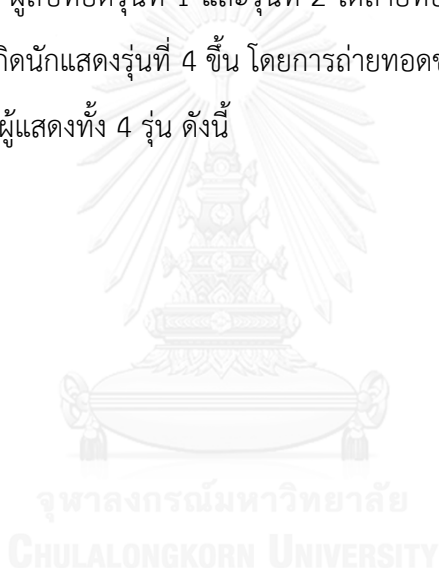 ผู้สืบทอดรุ่นที่ 1 และรุ่นที่ 2 ได้ถ่ายทอ
กิดนักแสดงรุ่นที่ 4 ขึ้น โดยการถ่ายทอดข
ผู้แสดงทั้ง 4 รุ่น ดังนี้
จุฬาลงกรณ์มหาวิทยาลัย
CHULALONGKORN UNIVERSITY